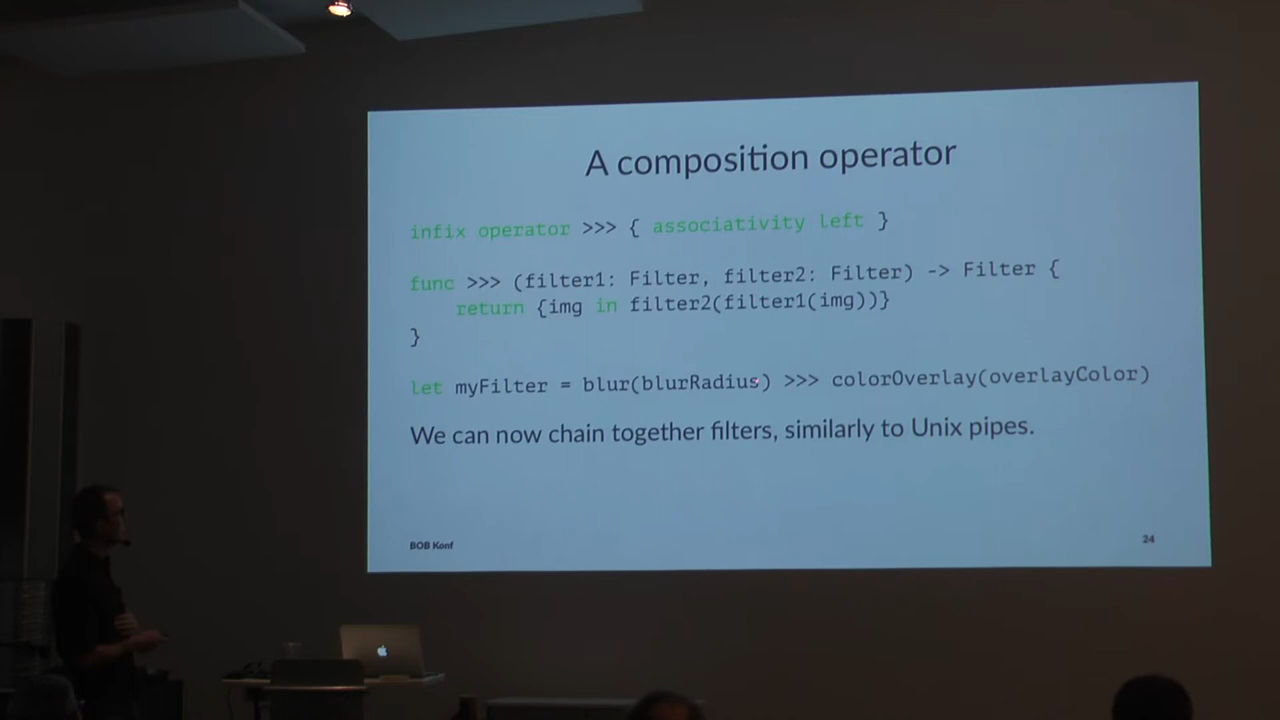 A composition operator
infix operator >>> { associativity left }
func >>> (filter1: Filter, filter2: Filter) -> Filter {
    return {img in filter2(filter1(img))}
}
let myFilter = blur(blurRadius) >>> colorOverlay(overlayColor)
We can now chain together filters, similarly to Unix pipes.
BOB Konf
24